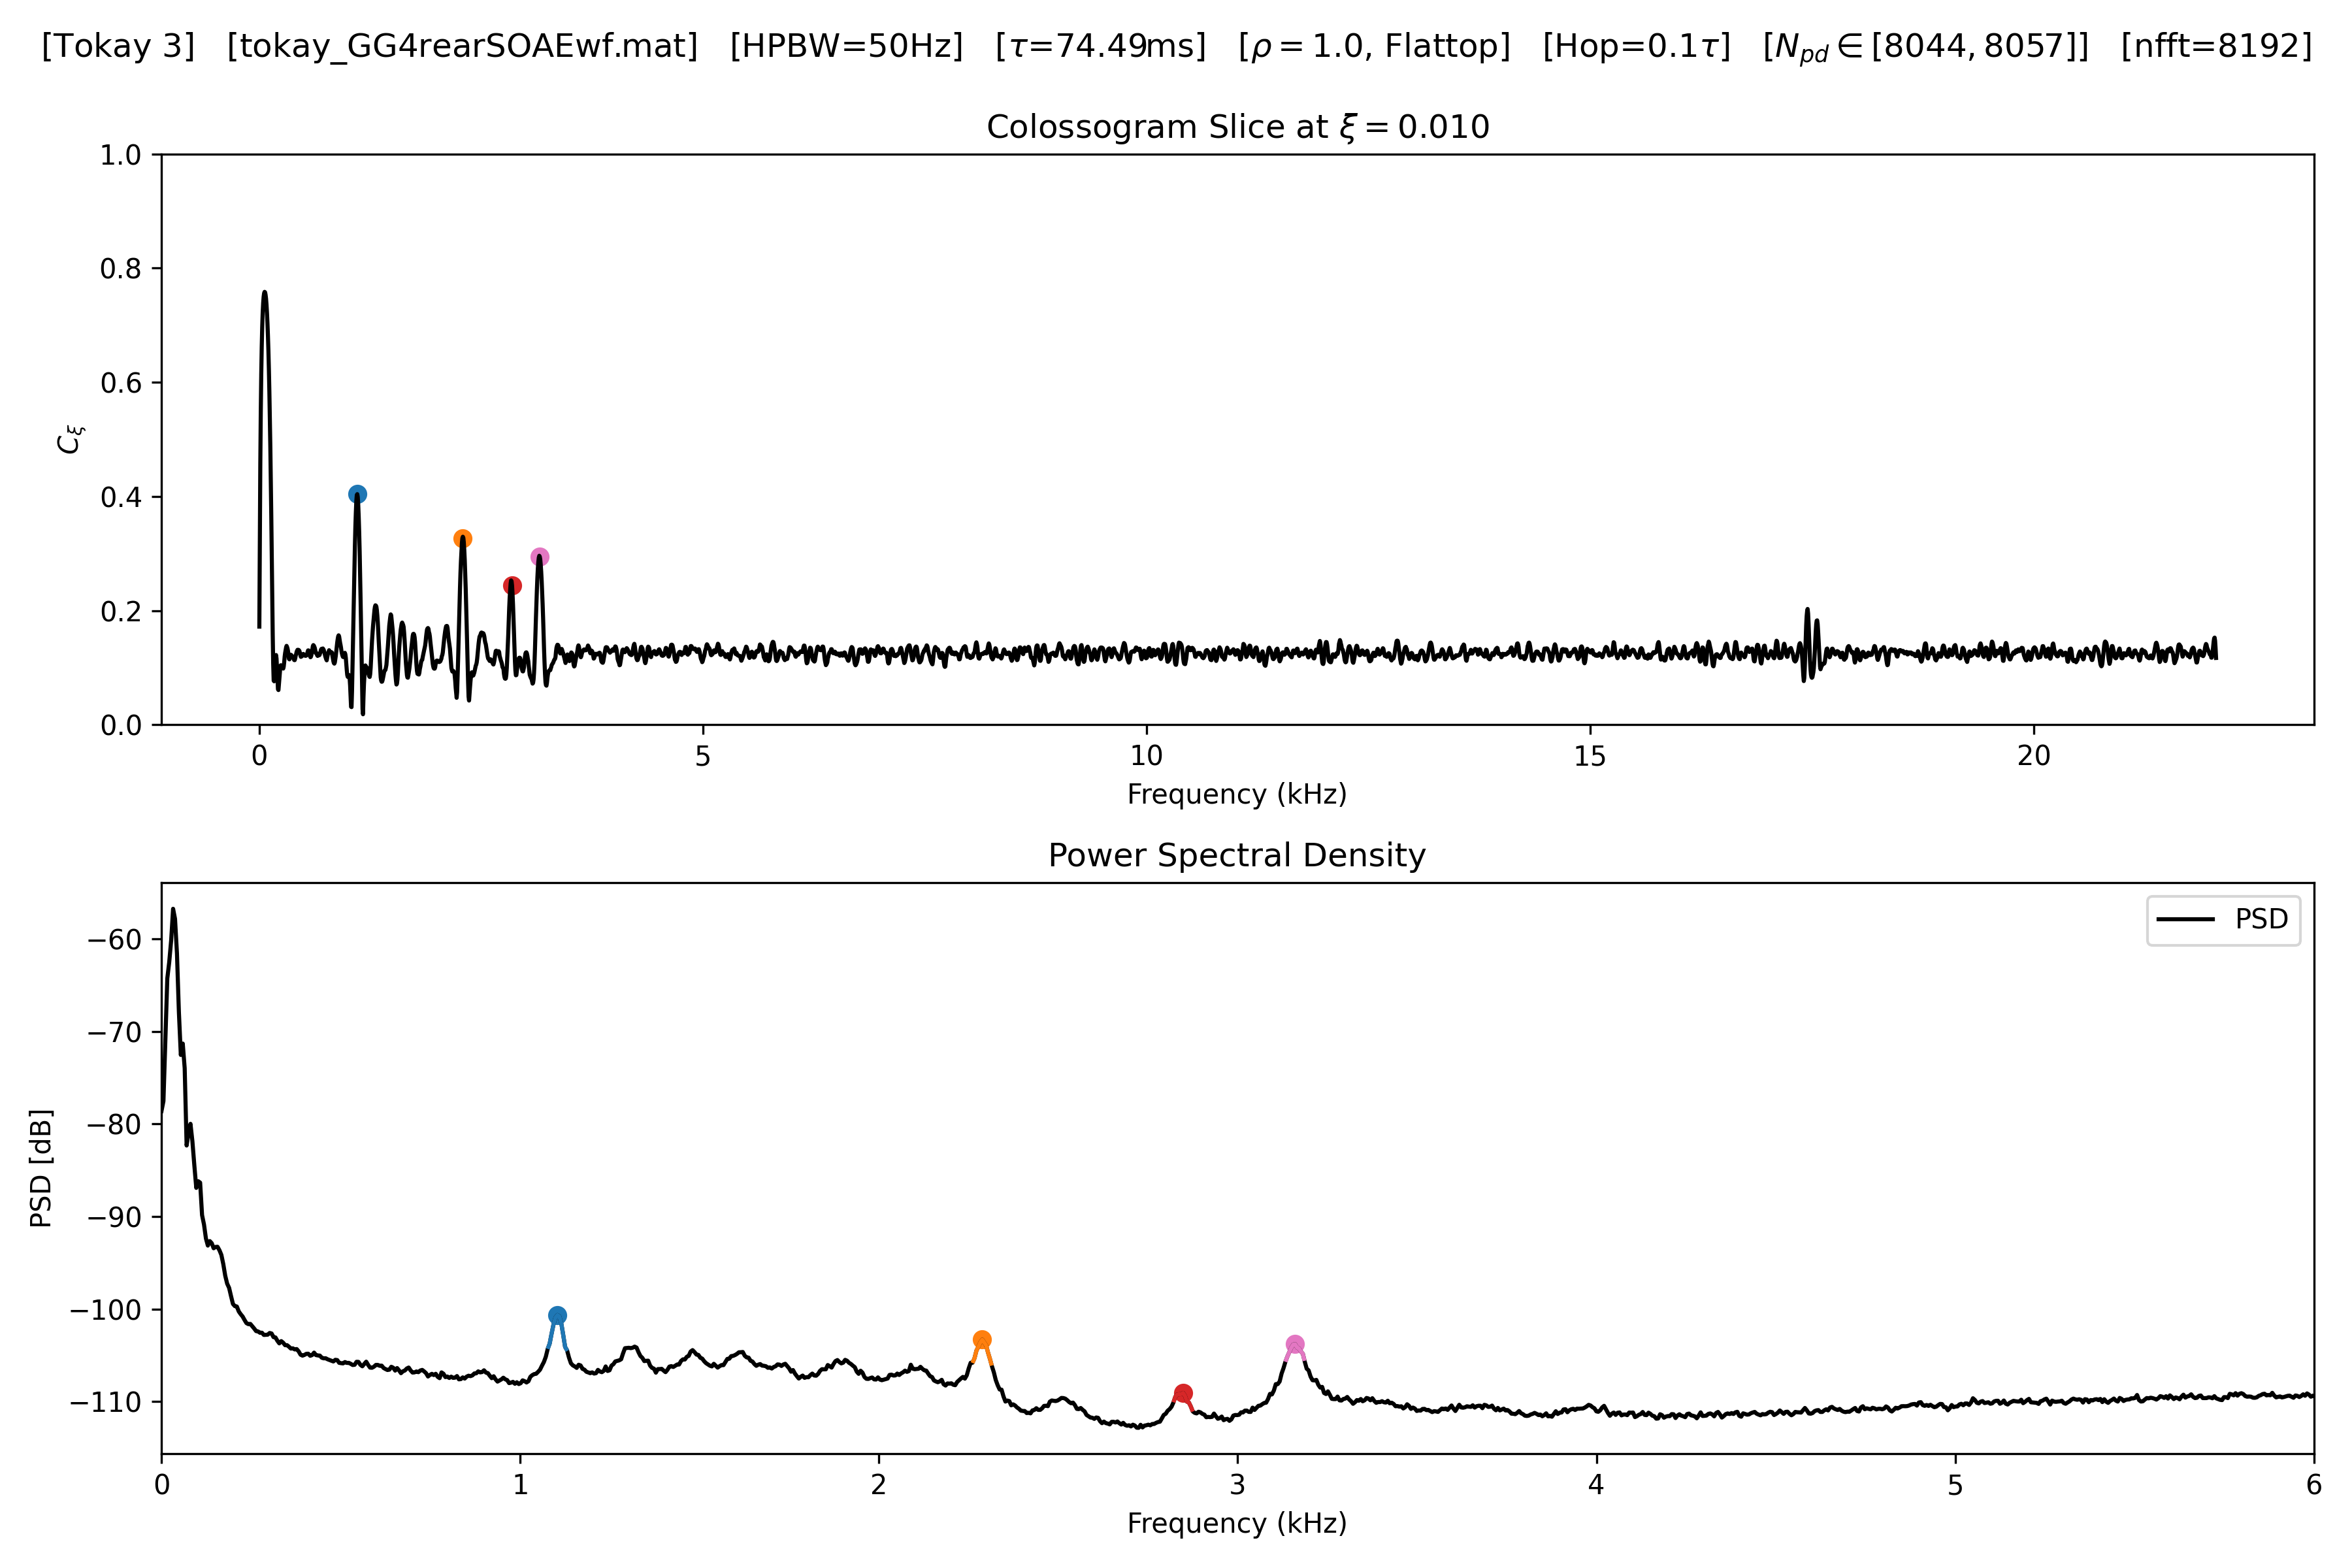 [Tokay 3] [tokay_GG4rearSOAEwf.mat] [HPBW=50Hz] [τ=74.49ms] [ρ = 1.0, Flattop] [Hop=0.1τ] [N_pd ∈ [8044, 8057]] [nfft=8192]
Colossogram Slice at ξ = 0.010
1.0
0.8
0.6
0.4
0.2
0.0
C_ξ
0 5 10 15 20
Frequency (kHz)
Power Spectral Density
PSD
−60
−70
−80
−90
−100
−110
PSD [dB]
0 1 2 3 4 5 6
Frequency (kHz)